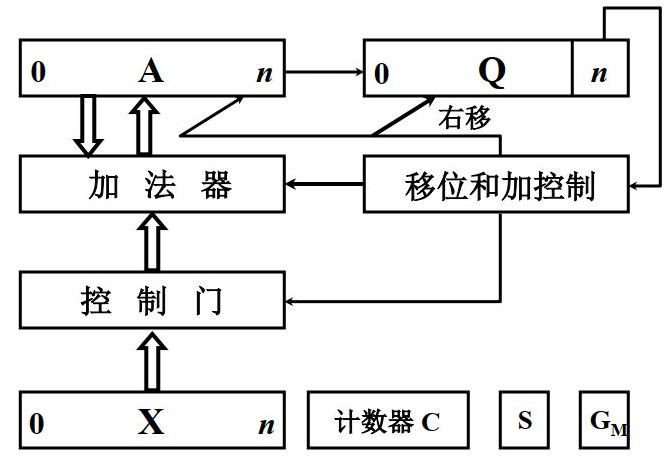 0 A n
0 Q n
右移
加 法 器
移位和加控制
控 制 门
0 X n
计数器 C
S
G_M